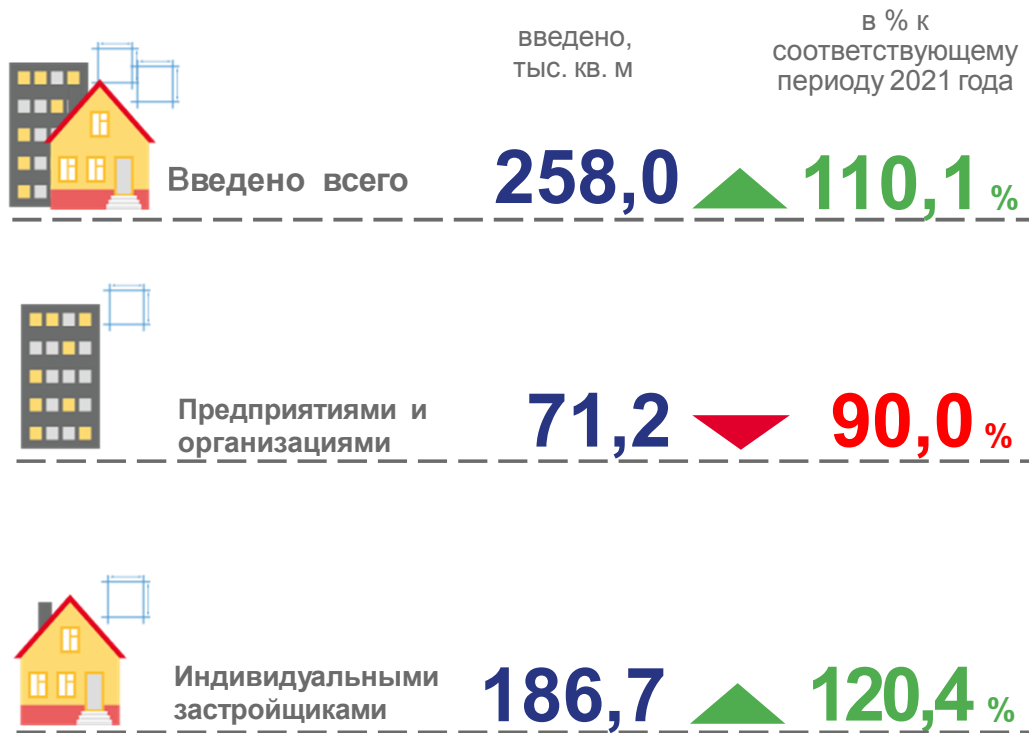 введено,
тыс. кв. м
в % к
соответствующему
периоду 2021 года
Введено всего
258,0
110,1 %
Предприятиями и
организациями
71,2
90,0 %
Индивидуальными
застройщиками
186,7
120,4 %